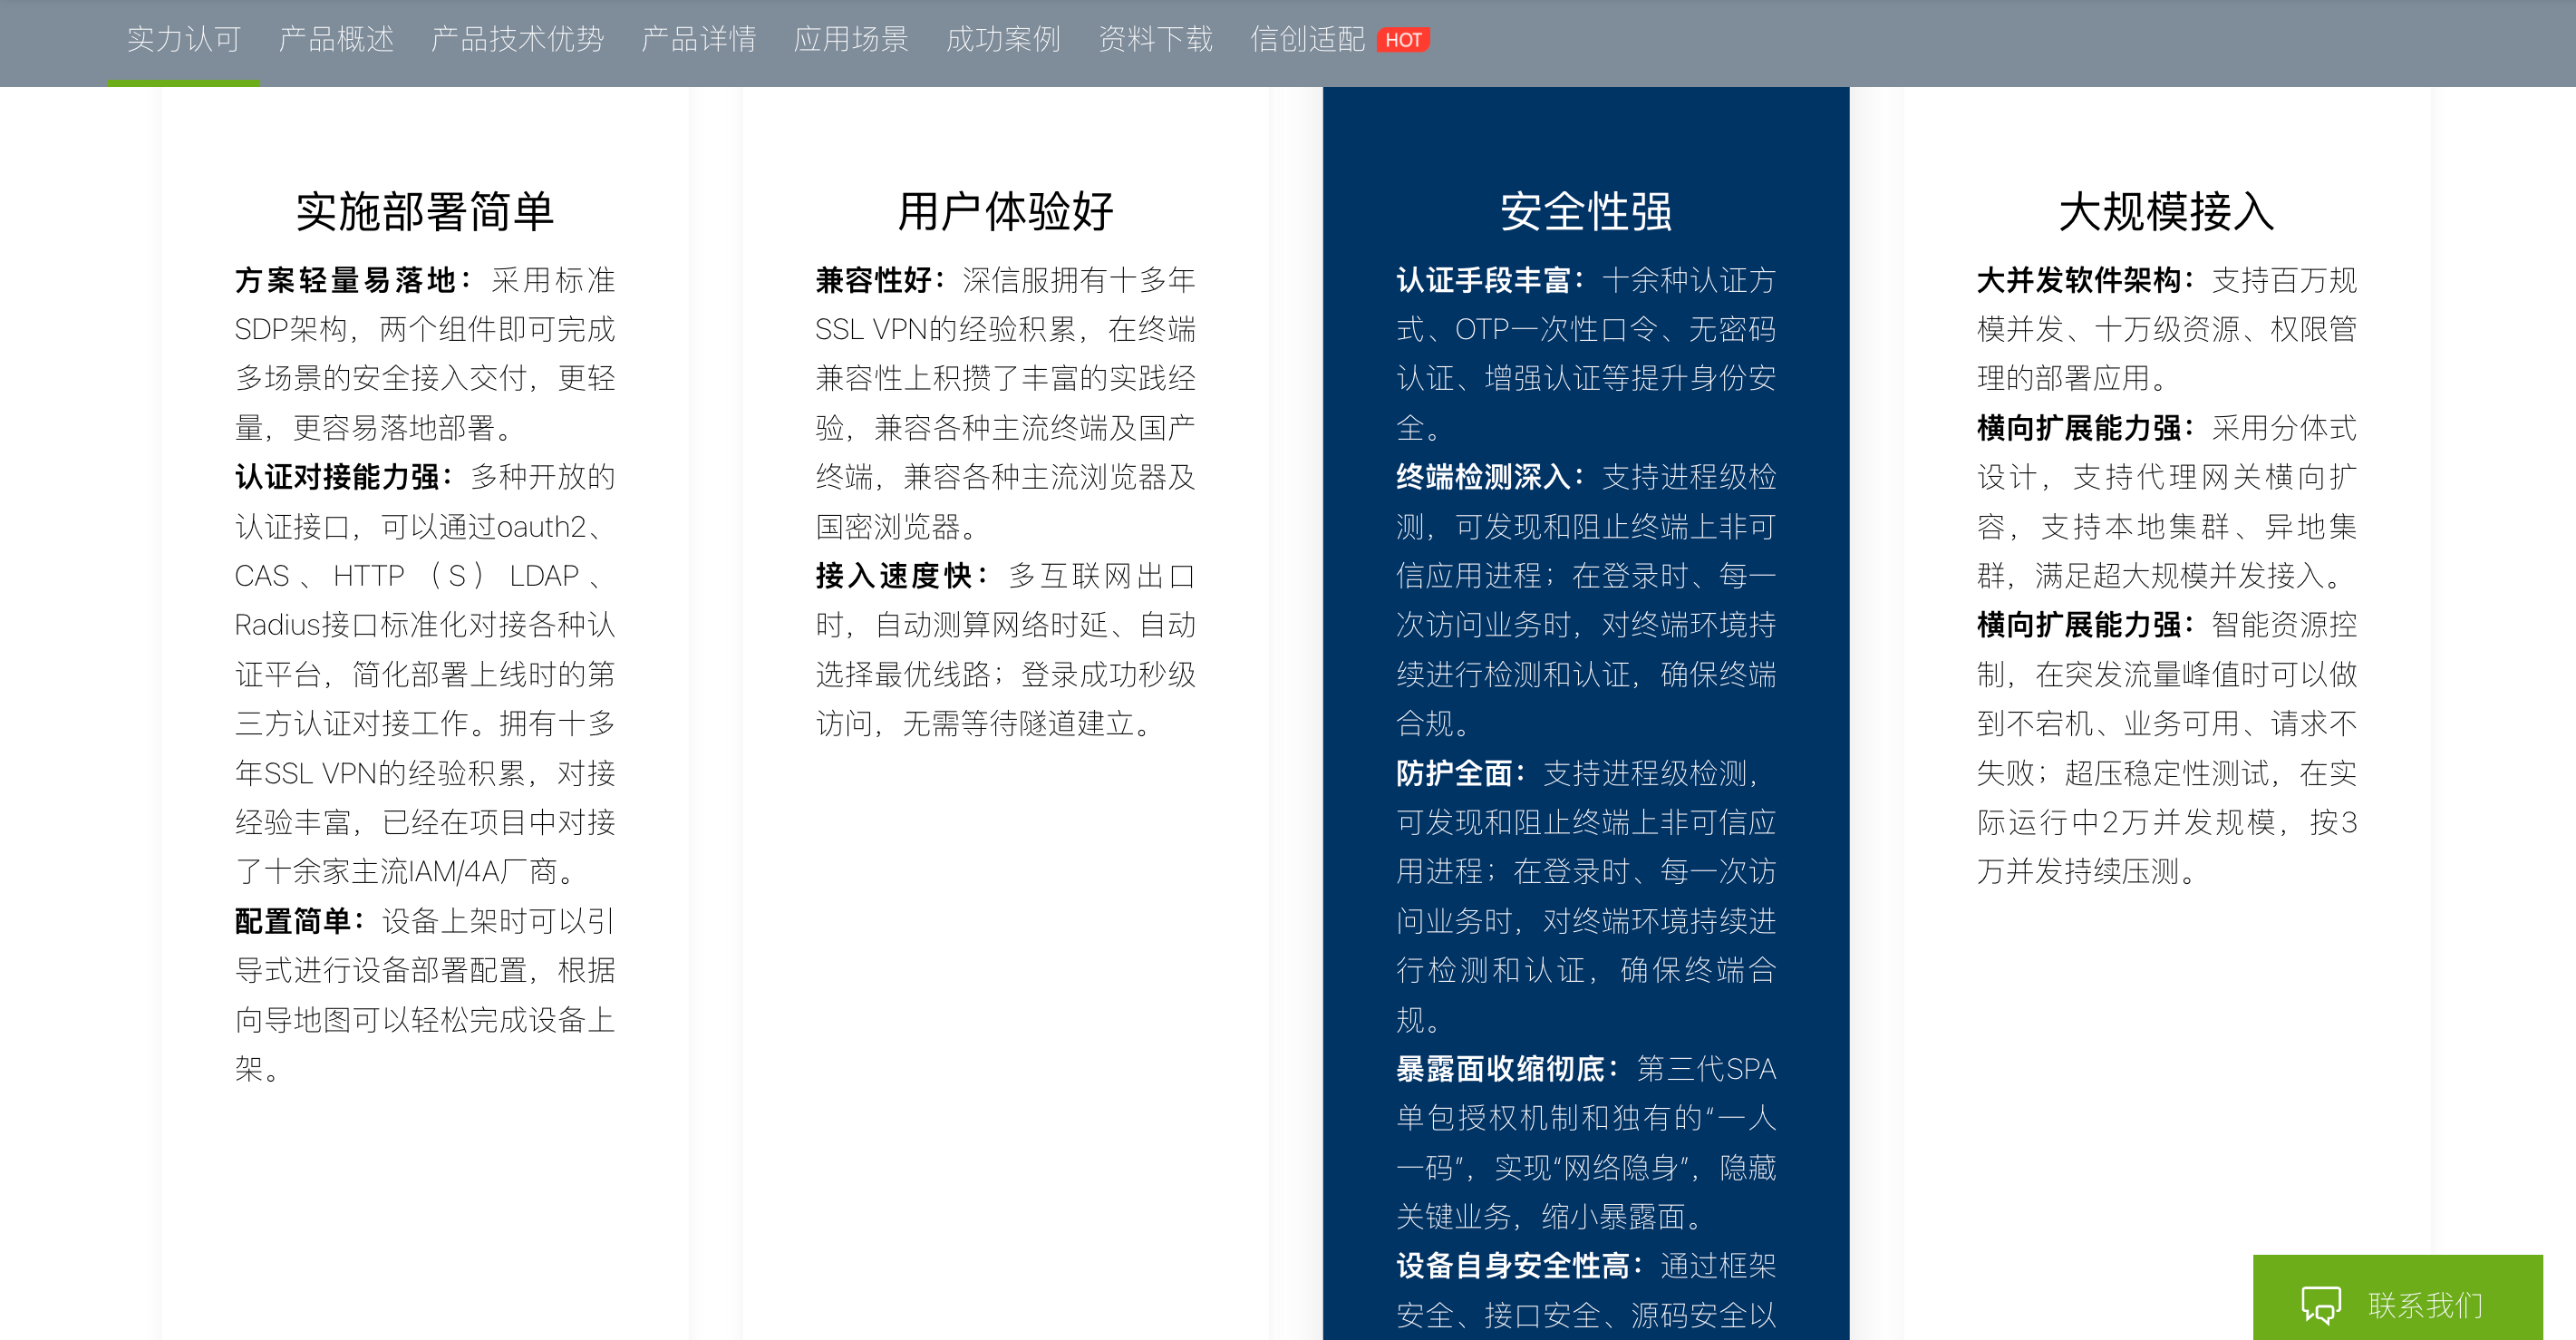 实力认可 产品概述 产品技术优势 产品详情 应用场景 成功案例 资料下载 信创适配 HOT
实施部署简单
方案轻量易落地：采用标准
SDP架构，两个组件即可完成
多场景的安全接入交付，更轻
量，更容易落地部署。
认证对接能力强：多种开放的
认证接口，可以通过oauth2、
CAS、HTTP（S）LDAP、
Radius接口标准化对接各种认
证平台，简化部署上线时的第
三方认证对接工作。拥有十多
年SSL VPN的经验积累，对接
经验丰富，已经在项目中对接
了十余家主流IAM/4A厂商。
配置简单：设备上架时可以引
导式进行设备部署配置，根据
向导地图可以轻松完成设备上
架。
用户体验好
兼容性好：深信服拥有十多年
SSL VPN的经验积累，在终端
兼容性上积攒了丰富的实践经
验，兼容各种主流终端及国产
终端，兼容各种主流浏览器及
国密浏览器。
接入速度快：多互联网出口
时，自动测算网络时延、自动
选择最优线路；登录成功秒级
访问，无需等待隧道建立。
安全性强
认证手段丰富：十余种认证方
式、OTP一次性口令、无密码
认证、增强认证等提升身份安
全。
终端检测深入：支持进程级检
测，可发现和阻止终端上非可
信应用进程；在登录时、每一
次访问业务时，对终端环境持
续进行检测和认证，确保终端
合规。
防护全面：支持进程级检测，
可发现和阻止终端上非可信应
用进程；在登录时、每一次访
问业务时，对终端环境持续进
行检测和认证，确保终端合
规。
暴露面收缩彻底：第三代SPA
单包授权机制和独有的“一人
一码”，实现“网络隐身”，隐藏
关键业务，缩小暴露面。
设备自身安全性高：通过框架
安全、接口安全、源码安全以
大规模接入
大并发软件架构：支持百万规
模并发、十万级资源、权限管
理的部署应用。
横向扩展能力强：采用分体式
设计，支持代理网关横向扩
容，支持本地集群、异地集
群，满足超大规模并发接入。
横向扩展能力强：智能资源控
制，在突发流量峰值时可以做
到不宕机、业务可用、请求不
失败；超压稳定性测试，在实
际运行中2万并发规模，按3
万并发持续压测。
联系我们